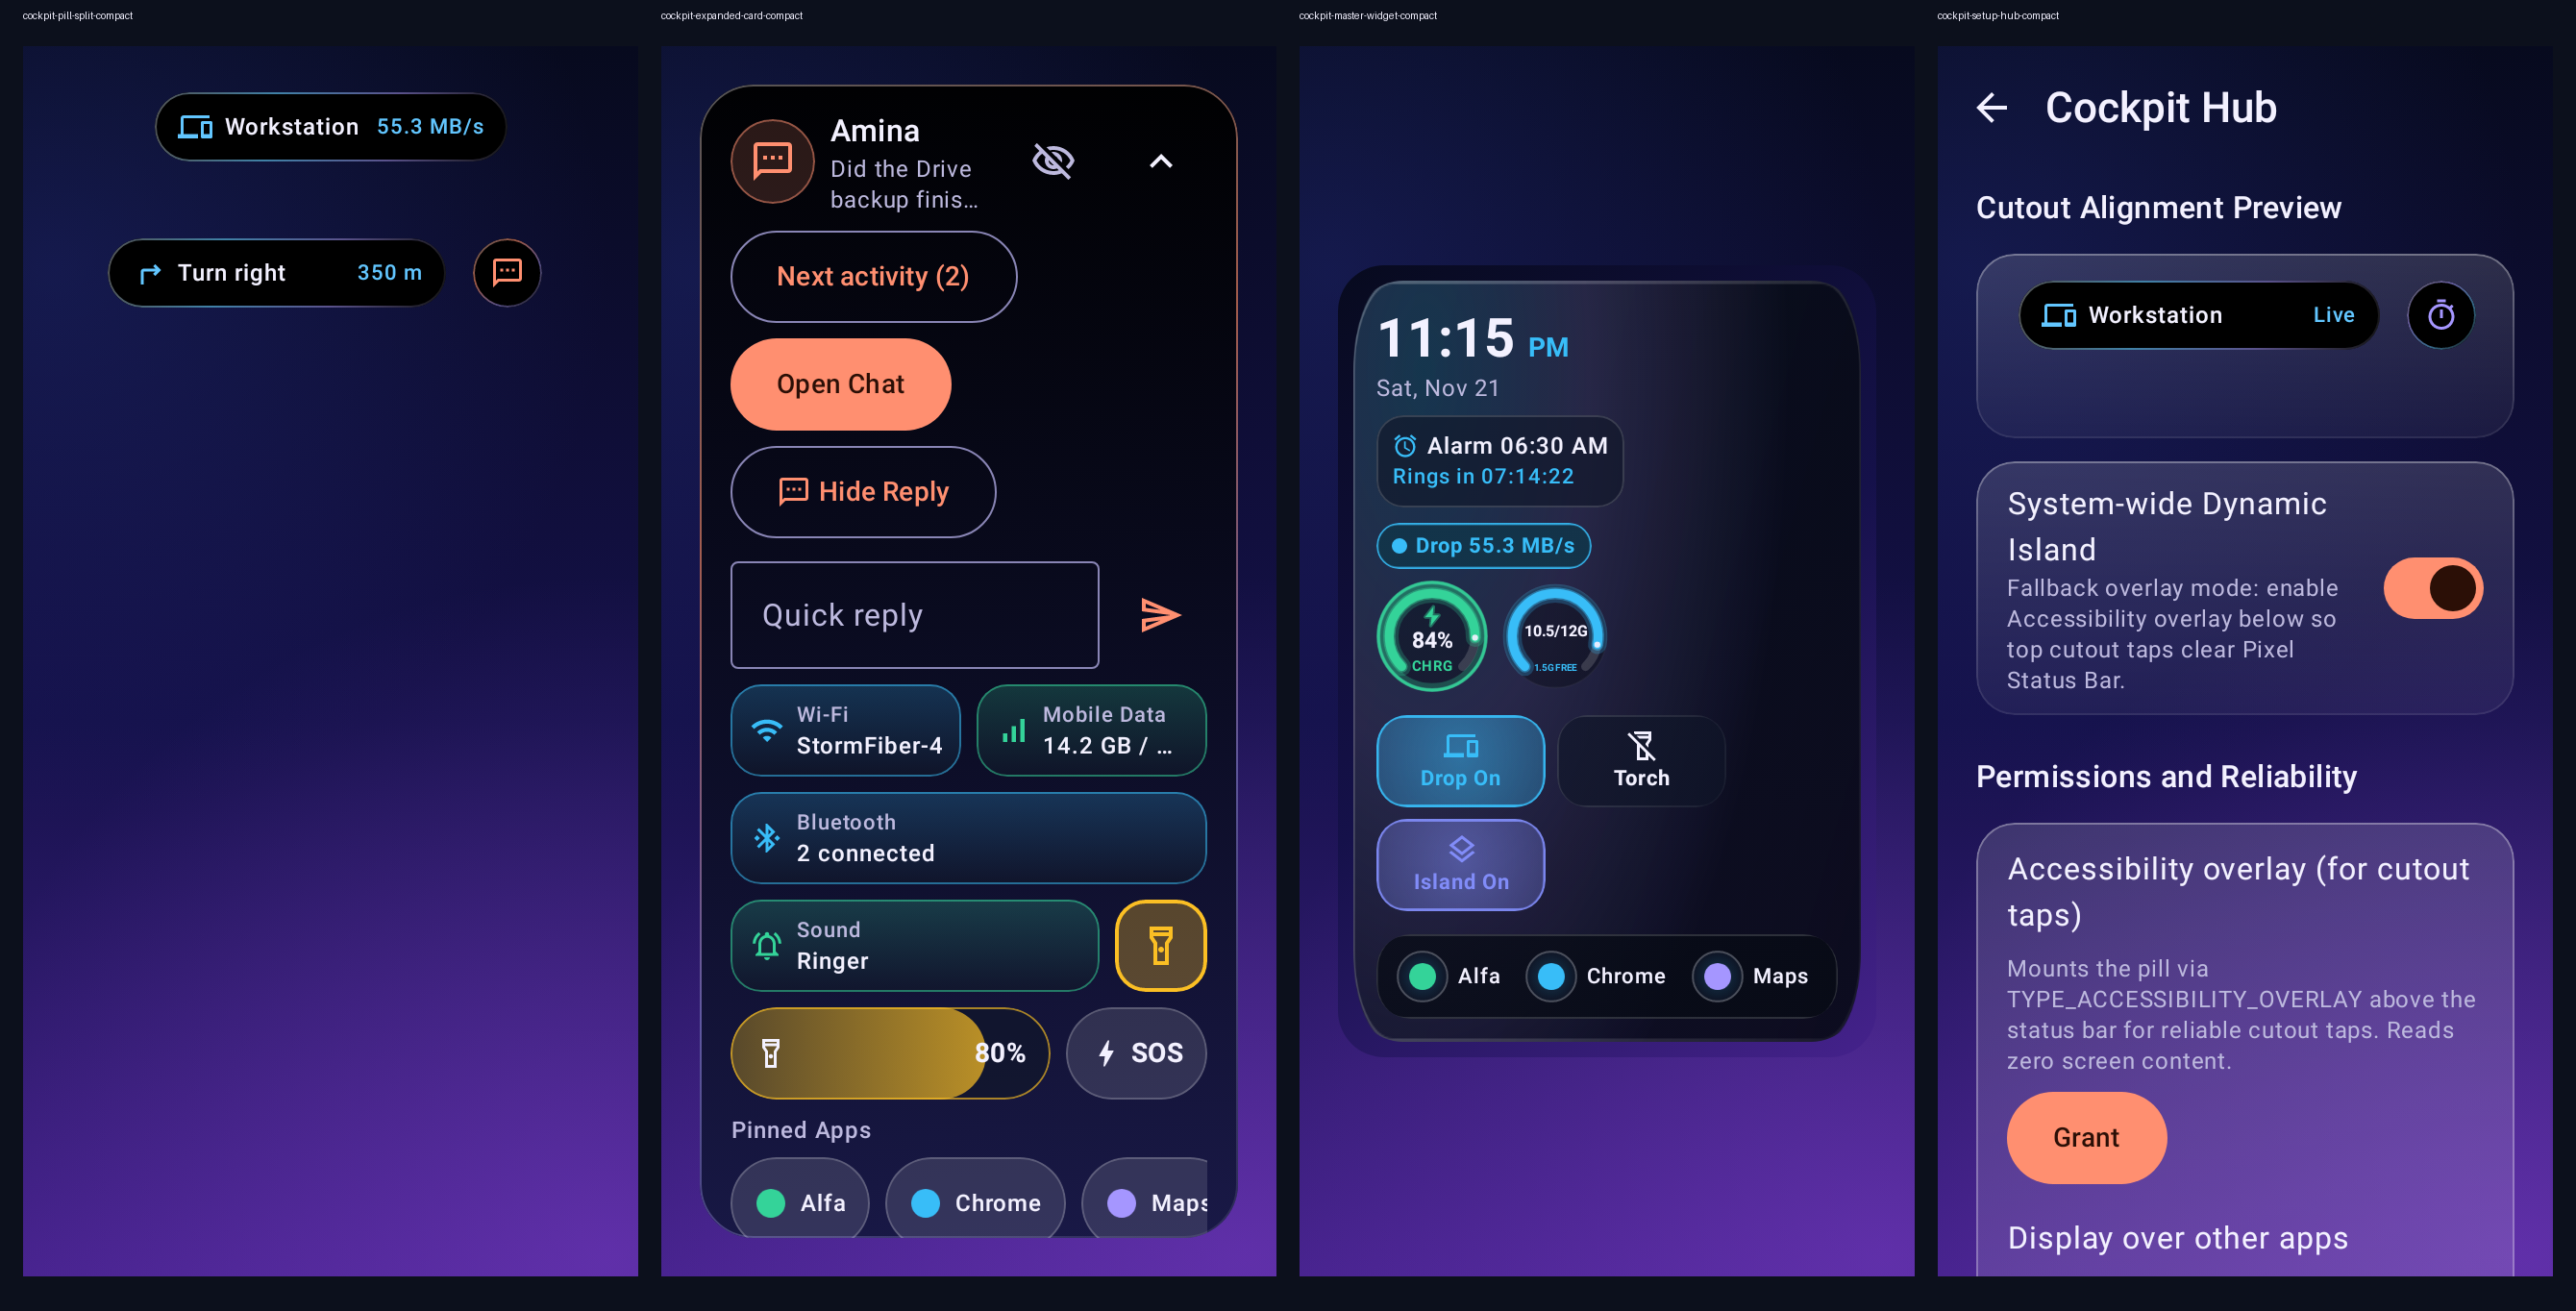 cockpit-pill-split-compact
Workstation 55.3 MB/s
Turn right 350 m
cockpit-expanded-card-compact
Amina
Did the Drive
backup finis...
Next activity (2)
Open Chat
Hide Reply
Quick reply
Wi-Fi
StormFiber-4
Mobile Data
14.2 GB / ...
Bluetooth
2 connected
Sound
Ringer
80%
SOS
Pinned Apps
Alfa
Chrome
Maps
cockpit-master-widget-compact
11:15 PM
Sat, Nov 21
Alarm 06:30 AM
Rings in 07:14:22
Drop 55.3 MB/s
84%
CHRG
10.5/12G
1.5G FREE
Drop On
Torch
Island On
Alfa
Chrome
Maps
cockpit-setup-hub-compact
Cockpit Hub
Cutout Alignment Preview
Workstation Live
System-wide Dynamic
Island
Fallback overlay mode: enable
Accessibility overlay below so
top cutout taps clear Pixel
Status Bar.
Permissions and Reliability
Accessibility overlay (for cutout
taps)
Mounts the pill via
TYPE_ACCESSIBILITY_OVERLAY above the
status bar for reliable cutout taps. Reads
zero screen content.
Grant
Display over other apps